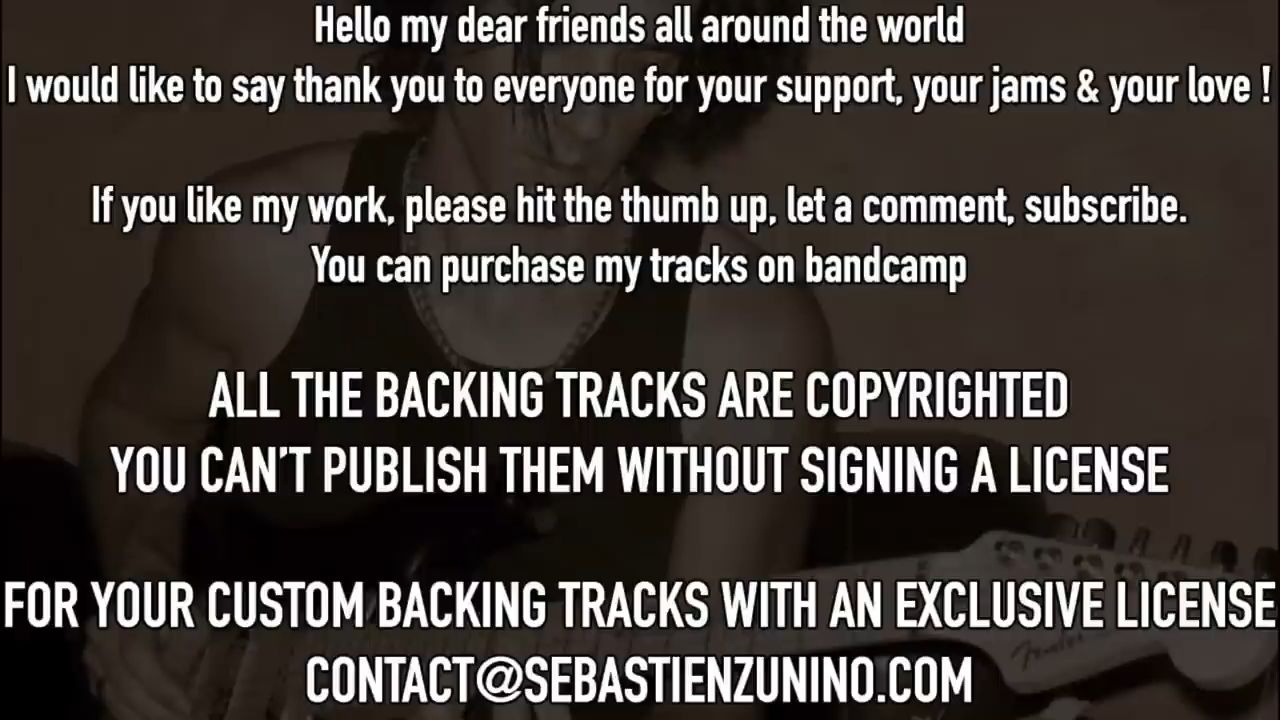 Hello my dear friends all around the world
I would like to say thank you to everyone for your support, your jams & your love !
If you like my work, please hit the thumb up, let a comment, subscribe.
You can purchase my tracks on bandcamp
ALL THE BACKING TRACKS ARE COPYRIGHTED
YOU CAN'T PUBLISH THEM WITHOUT SIGNING A LICENSE
FOR YOUR CUSTOM BACKING TRACKS WITH AN EXCLUSIVE LICENSE
Fender
CONTACT@SEBASTIENZUNINO.COM